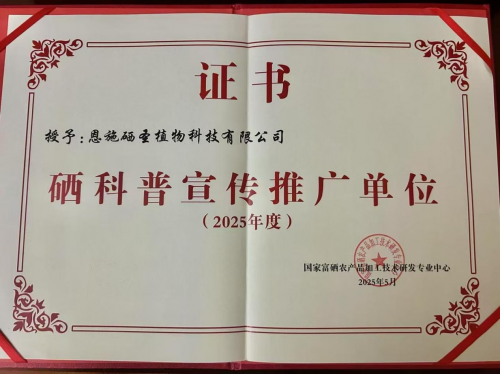 证书
授予：恩施硒圣植物科技有限公司
硒科普宣传推广单位
（2025年度）
国家富硒农产品加工技术研发专业中心
2025年5月